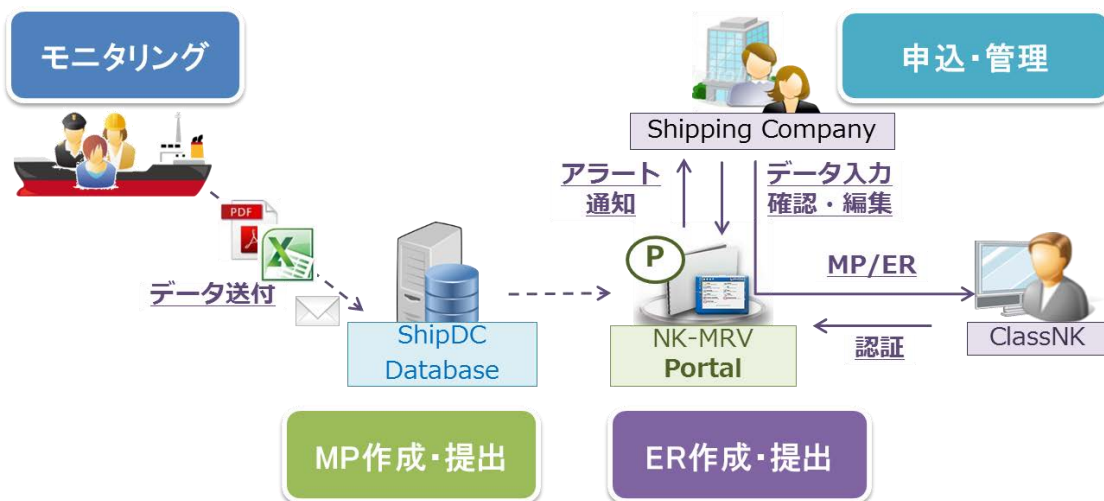 モニタリング
申込・管理
Shipping Company
アラート
通知
データ入力
確認・編集
PDF
データ送付
P
MP/ER
認証
ShipDC
Database
NK-MRV
Portal
ClassNK
MP作成・提出
ER作成・提出